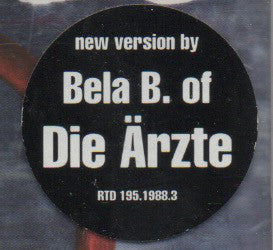 new version by
Bela B. of
Die Ärzte
RTD 195.1988.3